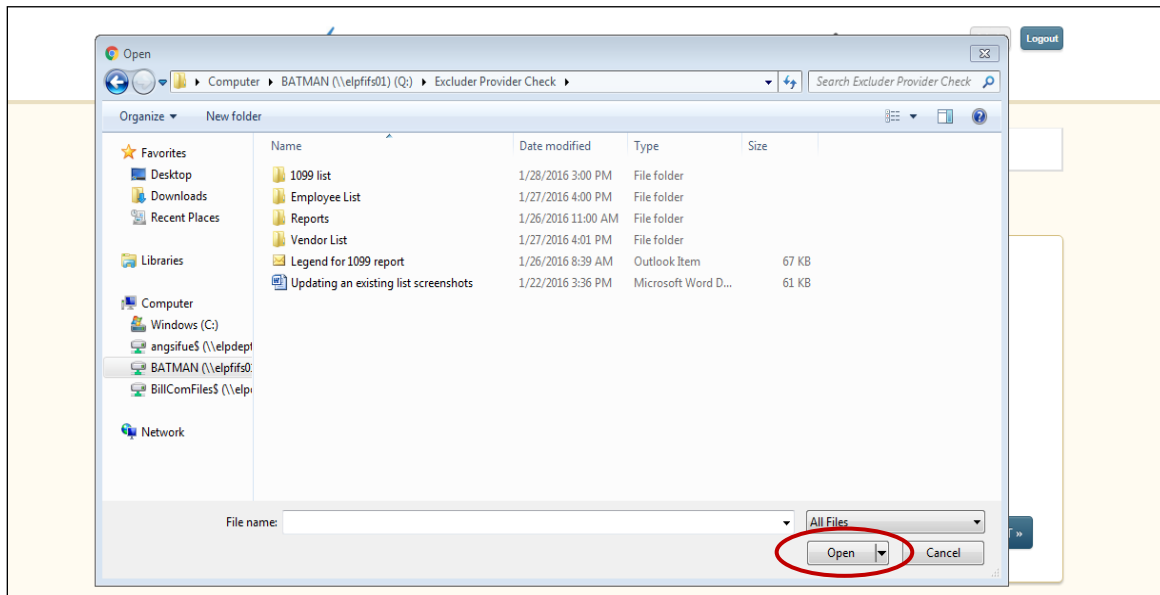 Logout
Open
Computer BATMAN (\\elpfifs01) (Q:) Excluder Provider Check
Search Excluder Provider Check
Organize New folder
Name Date modified Type Size
Favorites
Desktop
Downloads
Recent Places
Libraries
Computer
Windows (C:)
angsifue$ (\\elpdept
BATMAN (\\elpfifs0
BillComFiles$ (\\elp
Network
1099 list 1/28/2016 3:00 PM File folder
Employee List 1/27/2016 4:00 PM File folder
Reports 1/26/2016 11:00 AM File folder
Vendor List 1/27/2016 4:01 PM File folder
Legend for 1099 report 1/26/2016 8:39 AM Outlook Item 67 KB
Updating an existing list screenshots 1/22/2016 3:36 PM Microsoft Word D... 61 KB
File name: All Files
Open Cancel
T »